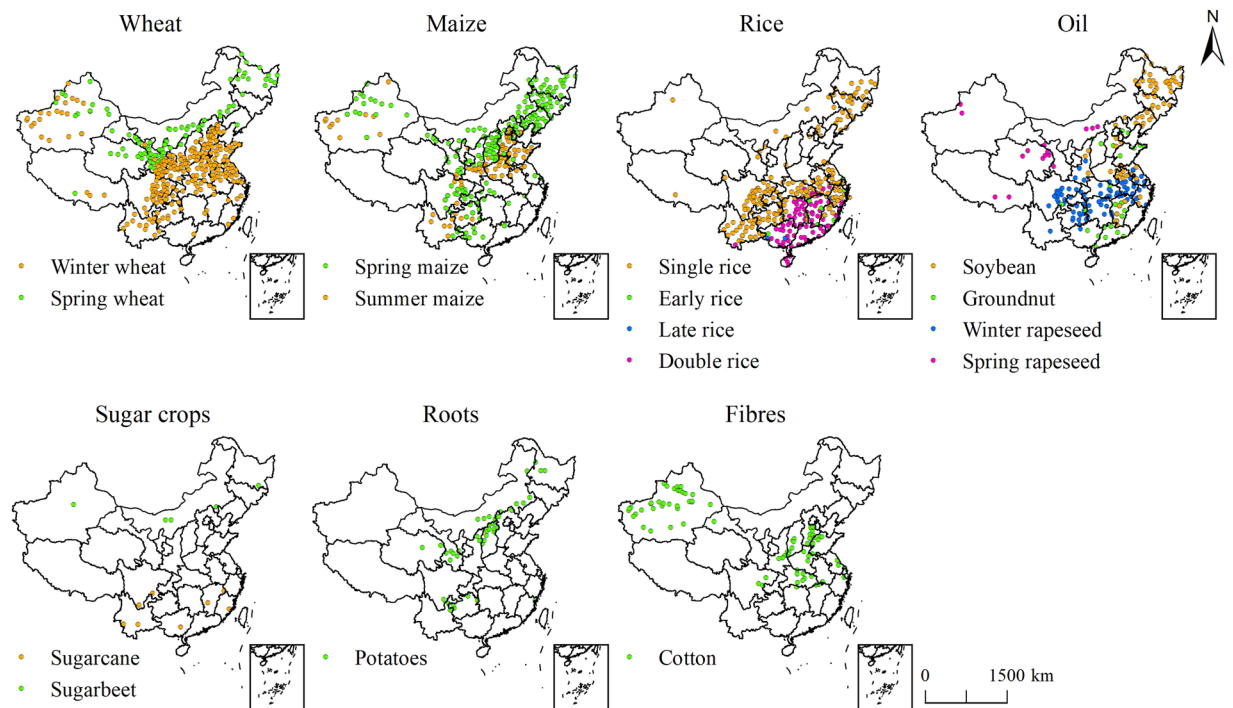 Wheat
Maize
Rice
Oil
N
Winter wheat
Spring wheat
Spring maize
Summer maize
Single rice
Early rice
Late rice
Double rice
Soybean
Groundnut
Winter rapeseed
Spring rapeseed
Sugar crops
Roots
Fibres
Sugarcane
Sugarbeet
Potatoes
Cotton
0 1500 km